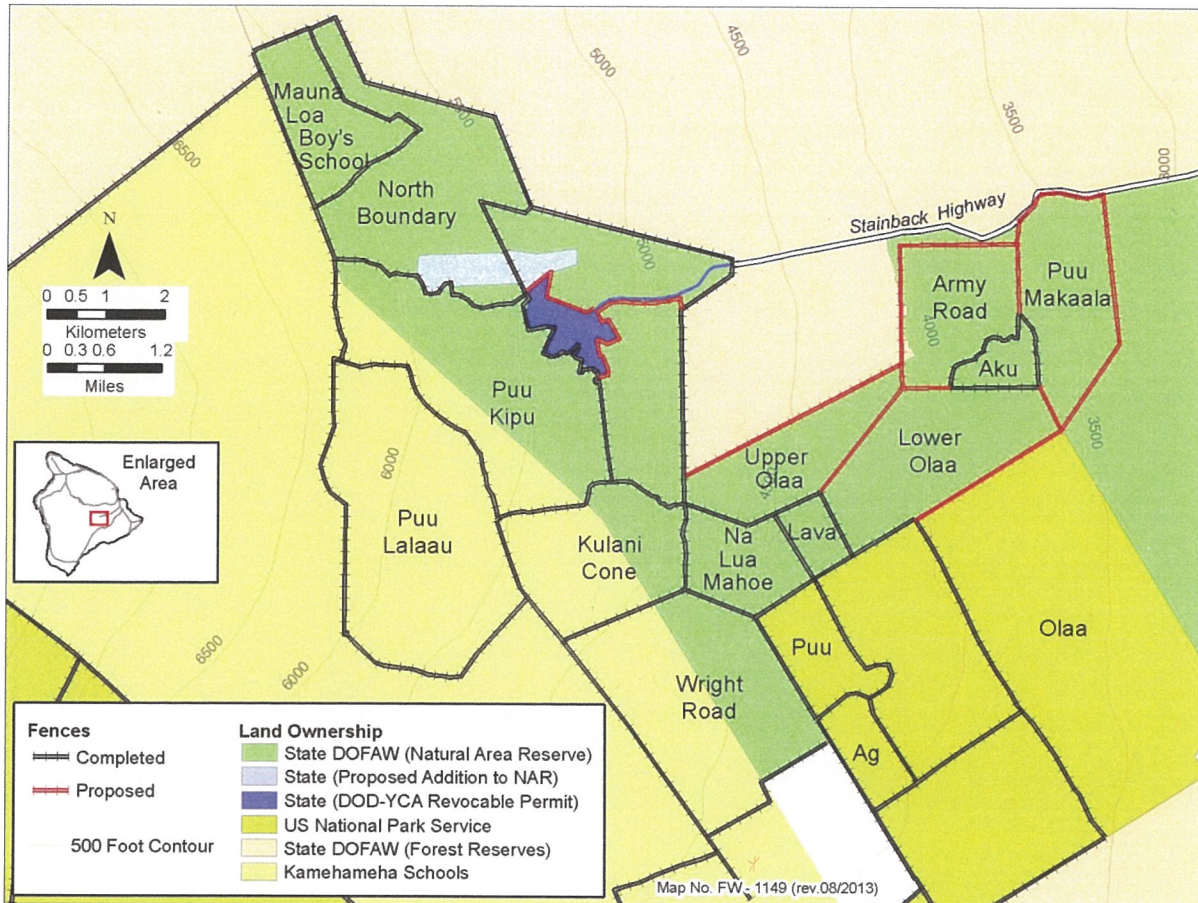 4500
5000
3500
5500
3000
6500
Mauna
Loa
Boy's
School
North
Boundary
Stainback Highway
N
5000
Army
Road
Puu
Makaala
0 0.5 1 2
Kilometers
0 0.3 0.6 1.2
Miles
4000
Aku
Puu
Kipu
3500
Lower
Olaa
Upper
Olaa
6000
Enlarged
Area
Puu
Lalaau
Kulani
Cone
Na
Lua
Mahoe
Lava
Puu
Olaa
6500
6000
Wright
Road
Ag
Fences
Completed
Proposed
500 Foot Contour
Land Ownership
State DOFAW (Natural Area Reserve)
State (Proposed Addition to NAR)
State (DOD-YCA Revocable Permit)
US National Park Service
State DOFAW (Forest Reserves)
Kamehameha Schools
Map No. FW - 1149 (rev.08/2013)